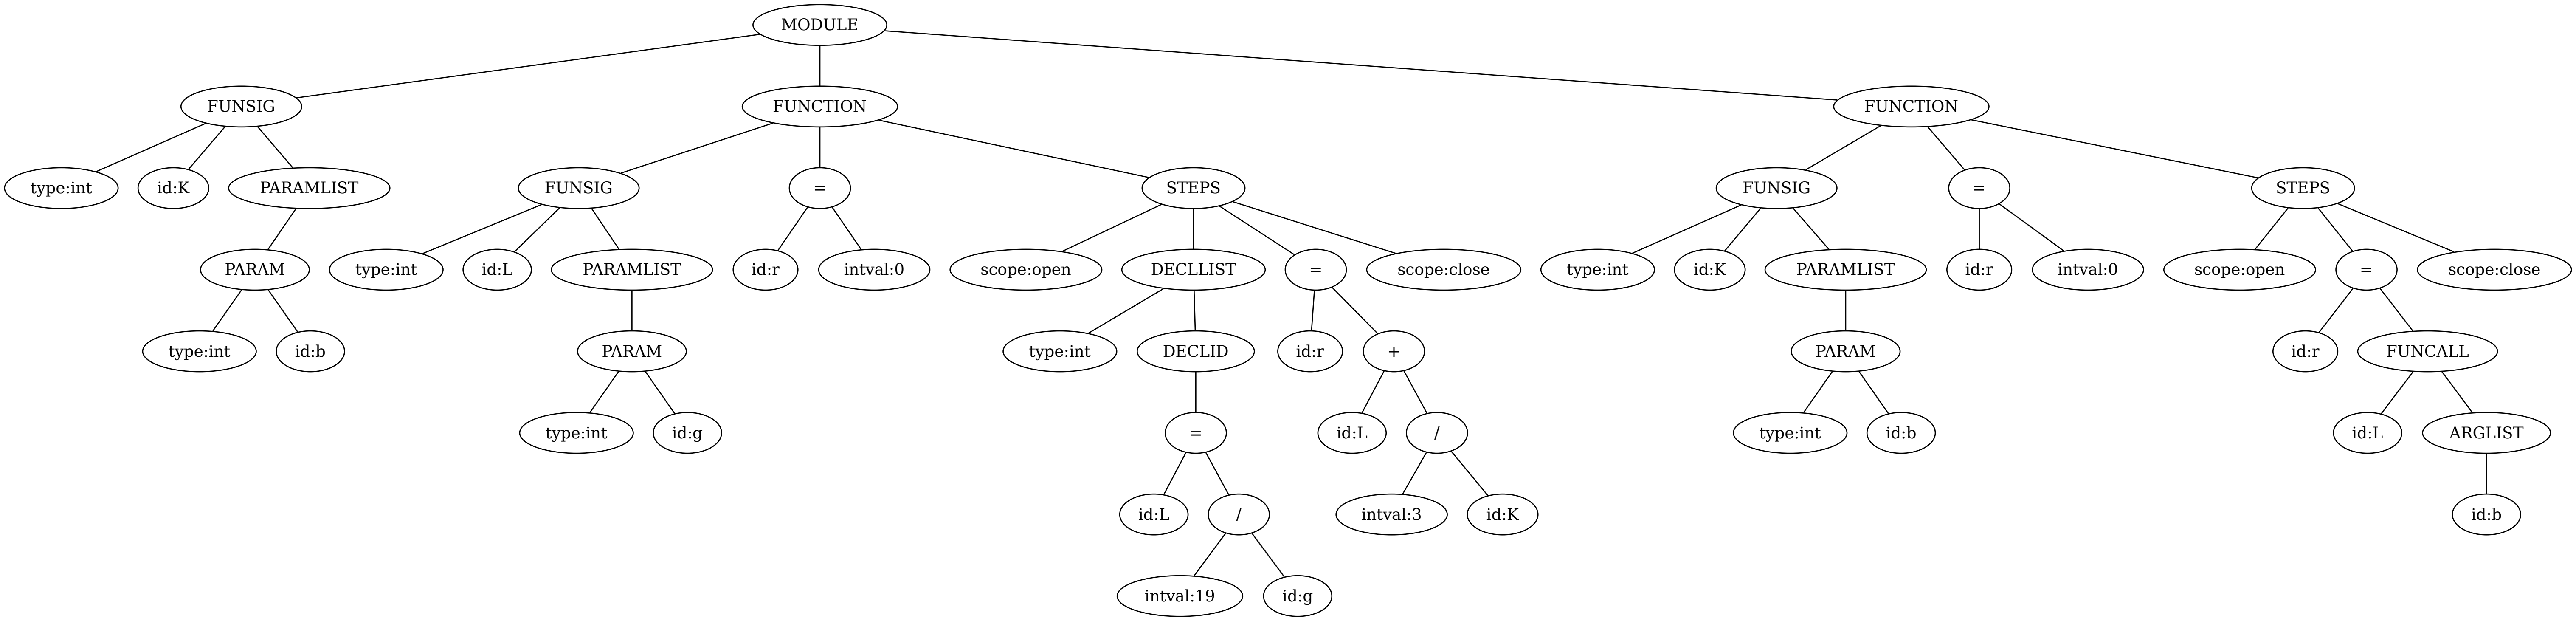 MODULE
FUNSIG FUNCTION FUNCTION
type:int id:K PARAMLIST FUNSIG = STEPS FUNSIG = STEPS
PARAM type:int id:L PARAMLIST id:r intval:0 scope:open DECLLIST = scope:close type:int id:K PARAMLIST id:r intval:0 scope:open = scope:close
type:int id:b PARAM type:int DECLID id:r + PARAM id:r FUNCALL
type:int id:g = id:L / type:int id:b id:L ARGLIST
id:L / intval:3 id:K id:b
intval:19 id:g